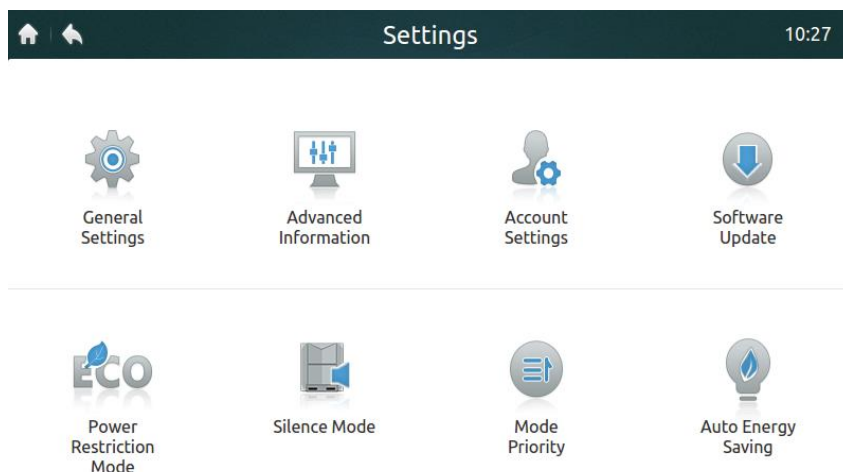 Settings
10:27
General
Settings
Advanced
Information
Account
Settings
Software
Update
ECO
Power
Restriction
Mode
Silence Mode
Mode
Priority
Auto Energy
Saving